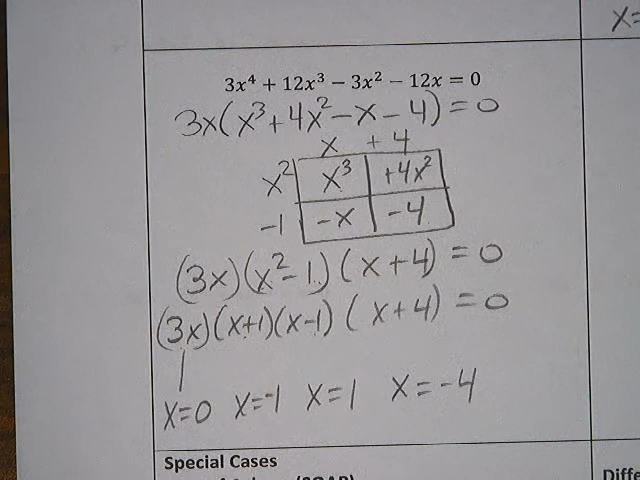 x=
3x⁴ + 12x³ − 3x² − 12x = 0
3x(x³+4x²-x-4)=0
x +4
x² x³ +4x²
-1 -x -4
(3x)(x²-1)(x+4)=0
(3x)(x+1)(x-1)(x+4)=0
x=0 x=-1 x=1 x=-4
Special Cases
Diffe